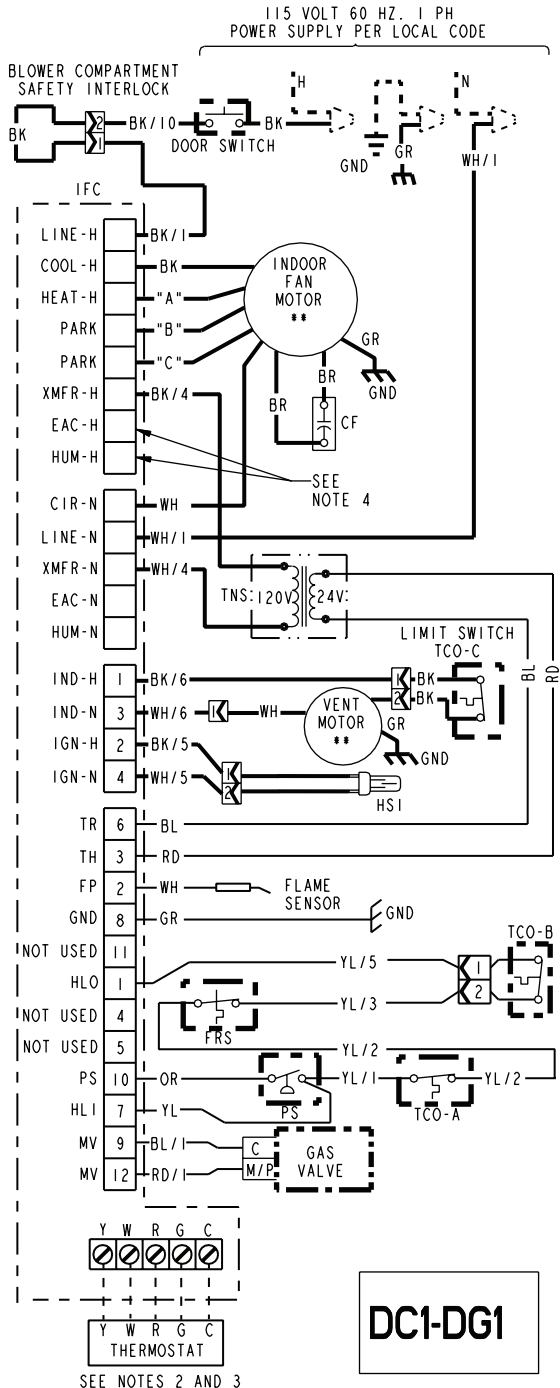 115 VOLT 60 HZ. 1 PH
POWER SUPPLY PER LOCAL CODE
BLOWER COMPARTMENT
SAFETY INTERLOCK
H
N
BK
2
1
BK/10
BK
DOOR SWITCH
GND
GR
WH/1
IFC
LINE-H
BK/1
COOL-H
BK
HEAT-H
"A"
PARK
"B"
PARK
"C"
XMFR-H
BK/4
EAC-H
HUM-H
INDOOR
FAN
MOTOR
**
GR
GND
BR
BR
CF
SEE
NOTE 4
CIR-N
WH
LINE-N
WH/1
XMFR-N
WH/4
EAC-N
HUM-N
TNS
120V
24V
LIMIT SWITCH
TCO-C
BL
RD
IND-H
1
BK/6
1
BK
2
BK
IND-N
3
WH/6
1
WH
VENT
MOTOR
**
GR
GND
IGN-H
2
BK/5
IGN-N
4
WH/5
1
2
HSI
TR
6
BL
TH
3
RD
FP
2
WH
FLAME
SENSOR
GND
8
GR
GND
NOT USED
11
TCO-B
HLO
1
YL/5
1
2
YL/3
NOT USED
4
FRS
NOT USED
5
YL/2
PS
10
OR
PS
YL/1
TCO-A
YL/2
HLI
7
YL
MV
9
BL/1
C
MV
12
RD/1
M/P
GAS
VALVE
Y W R G C
Y W R G C
THERMOSTAT
SEE NOTES 2 AND 3
DC1-DG1